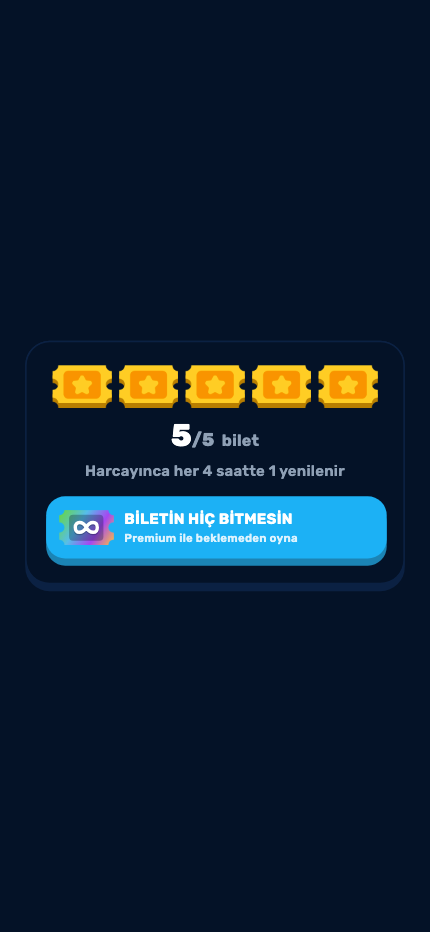 5/5 bilet
Harcayınca her 4 saatte 1 yenilenir
BİLETİN HİÇ BİTMESİN
Premium ile beklemeden oyna